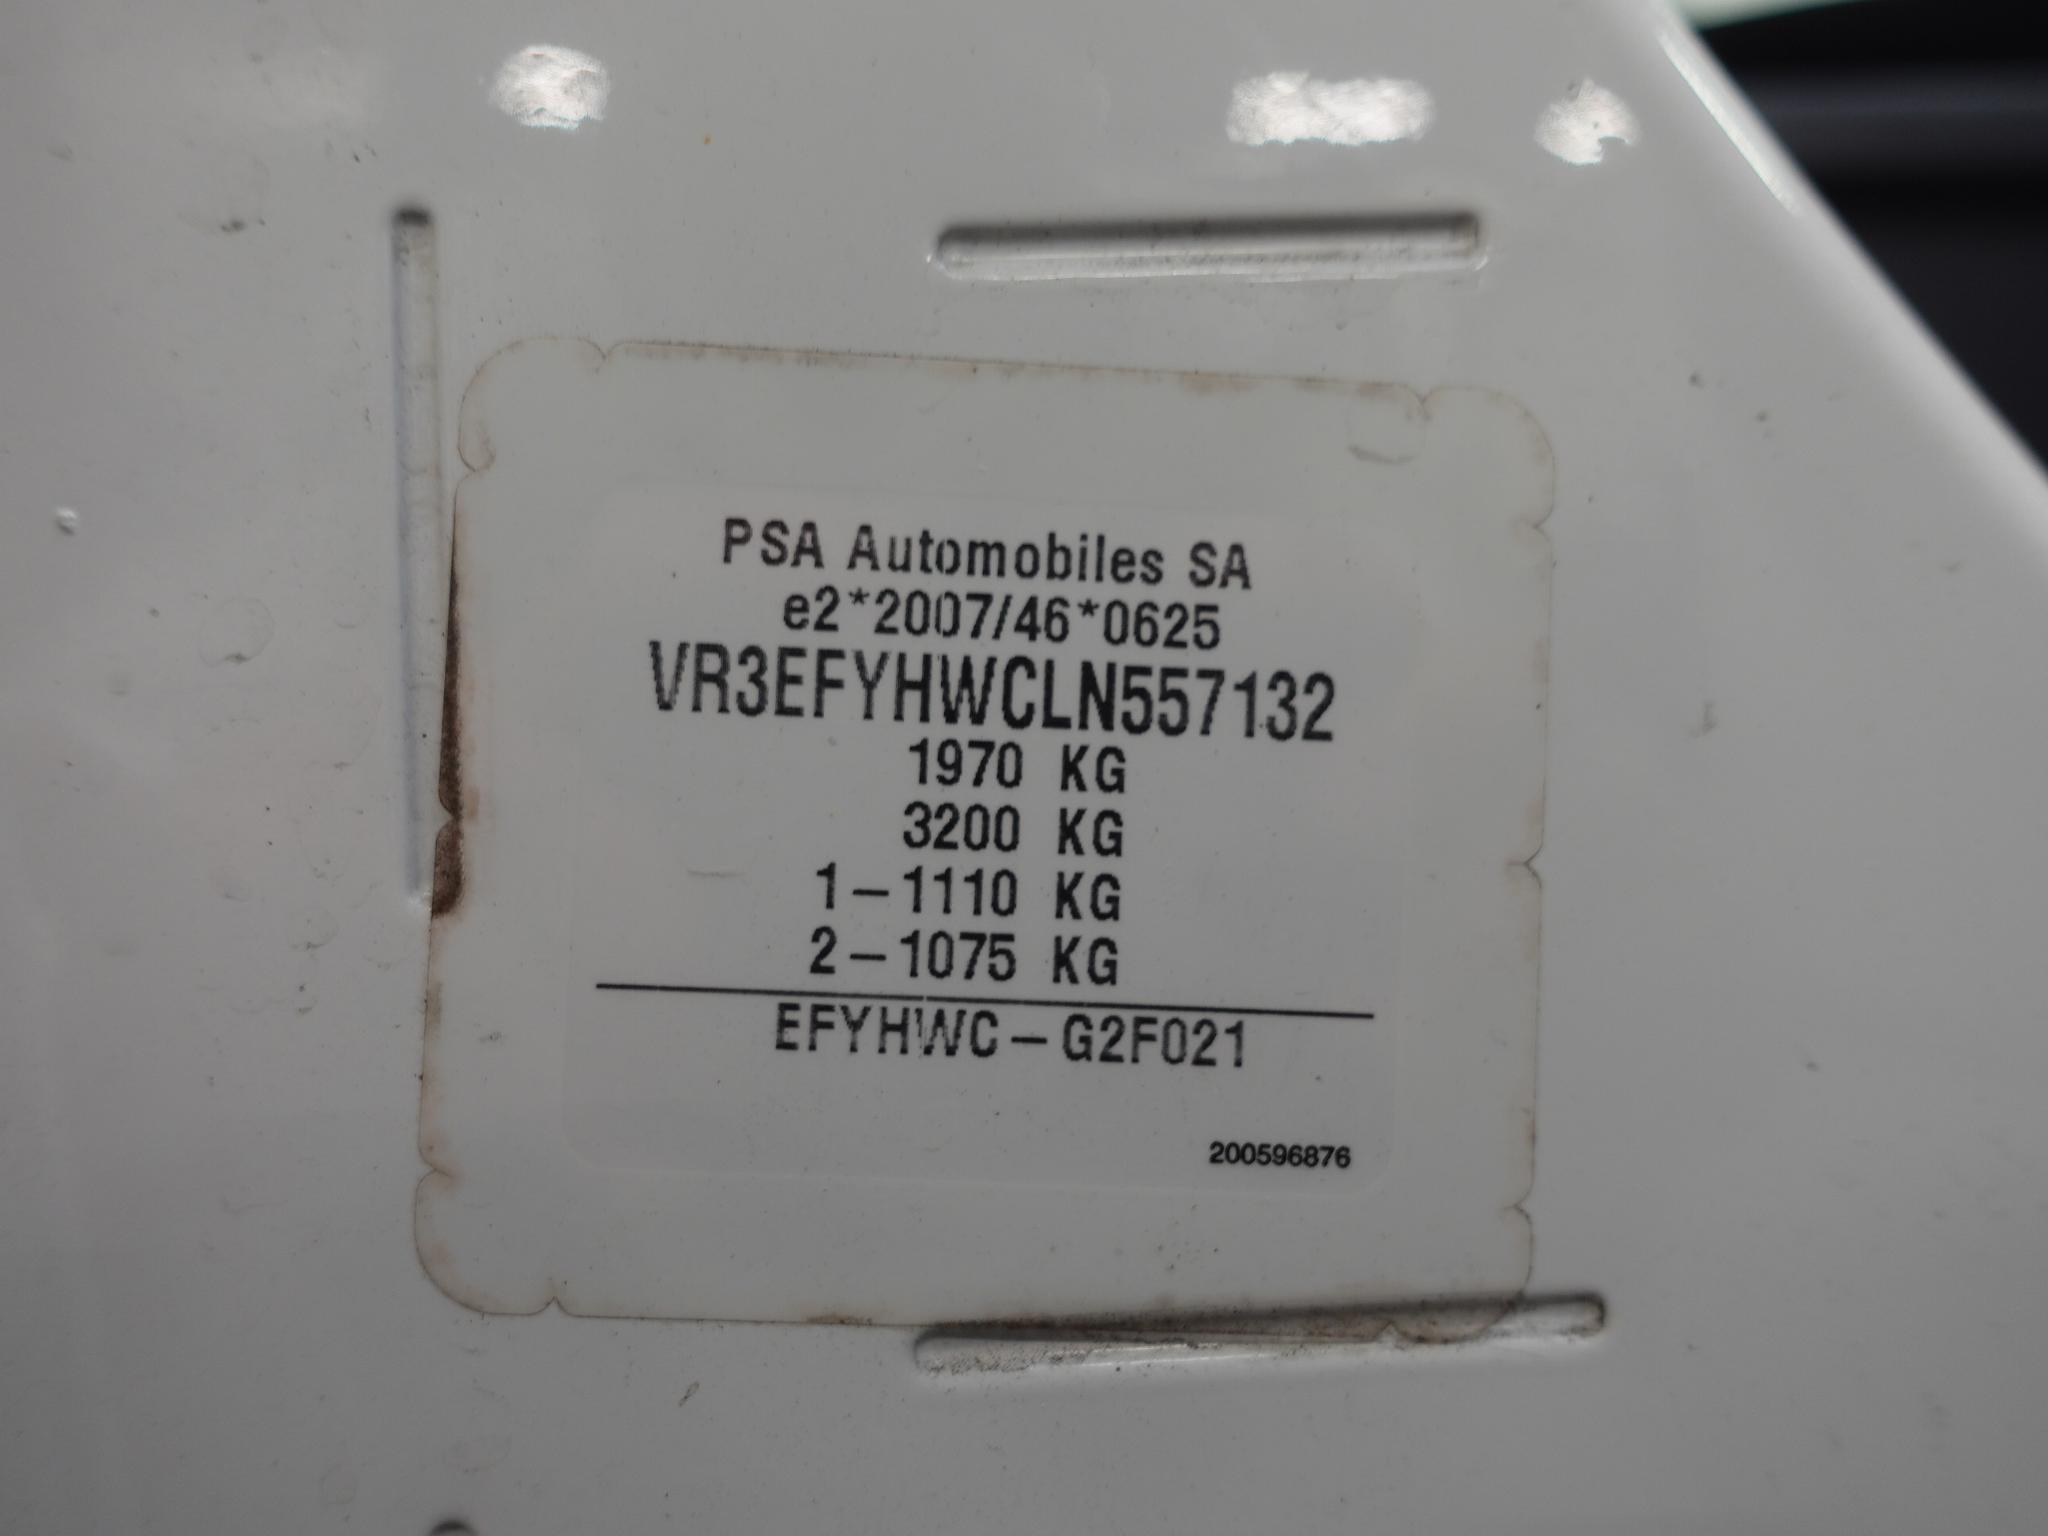 PSA Automobiles SA
e2*2007/46*0625
VR3EFYHWCLN557132
1970 KG
3200 KG
1-1110 KG
2-1075 KG
EFYHWC-G2F021
200596876